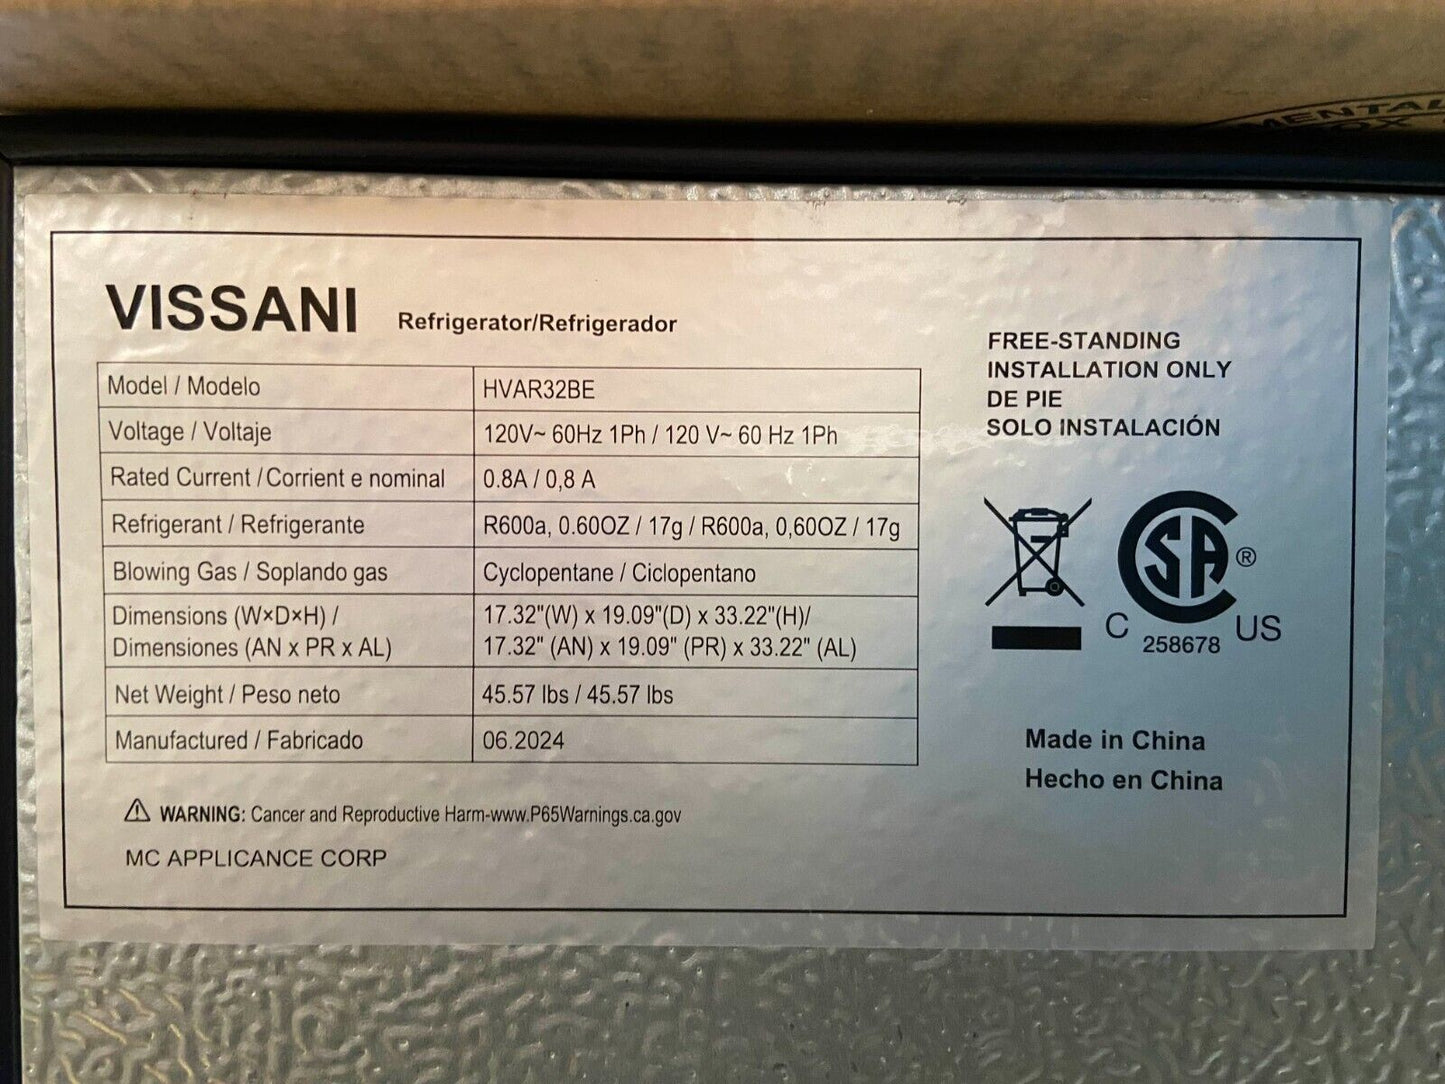 MENTAL
BOX
VISSANI Refrigerator/Refrigerador
Model / Modelo HVAR32BE
Voltage / Voltaje 120V~ 60Hz 1Ph / 120 V~ 60 Hz 1Ph
Rated Current / Corrient e nominal 0.8A / 0,8 A
Refrigerant / Refrigerante R600a, 0.60OZ / 17g / R600a, 0,60OZ / 17g
Blowing Gas / Soplando gas Cyclopentane / Ciclopentano
Dimensions (W×D×H) / 17.32"(W) x 19.09"(D) x 33.22"(H)/
Dimensiones (AN x PR x AL) 17.32" (AN) x 19.09" (PR) x 33.22" (AL)
Net Weight / Peso neto 45.57 lbs / 45.57 lbs
Manufactured / Fabricado 06.2024
WARNING: Cancer and Reproductive Harm-www.P65Warnings.ca.gov
MC APPLICANCE CORP
FREE-STANDING
INSTALLATION ONLY
DE PIE
SOLO INSTALACIÓN
SA ®
C 258678 US
Made in China
Hecho en China